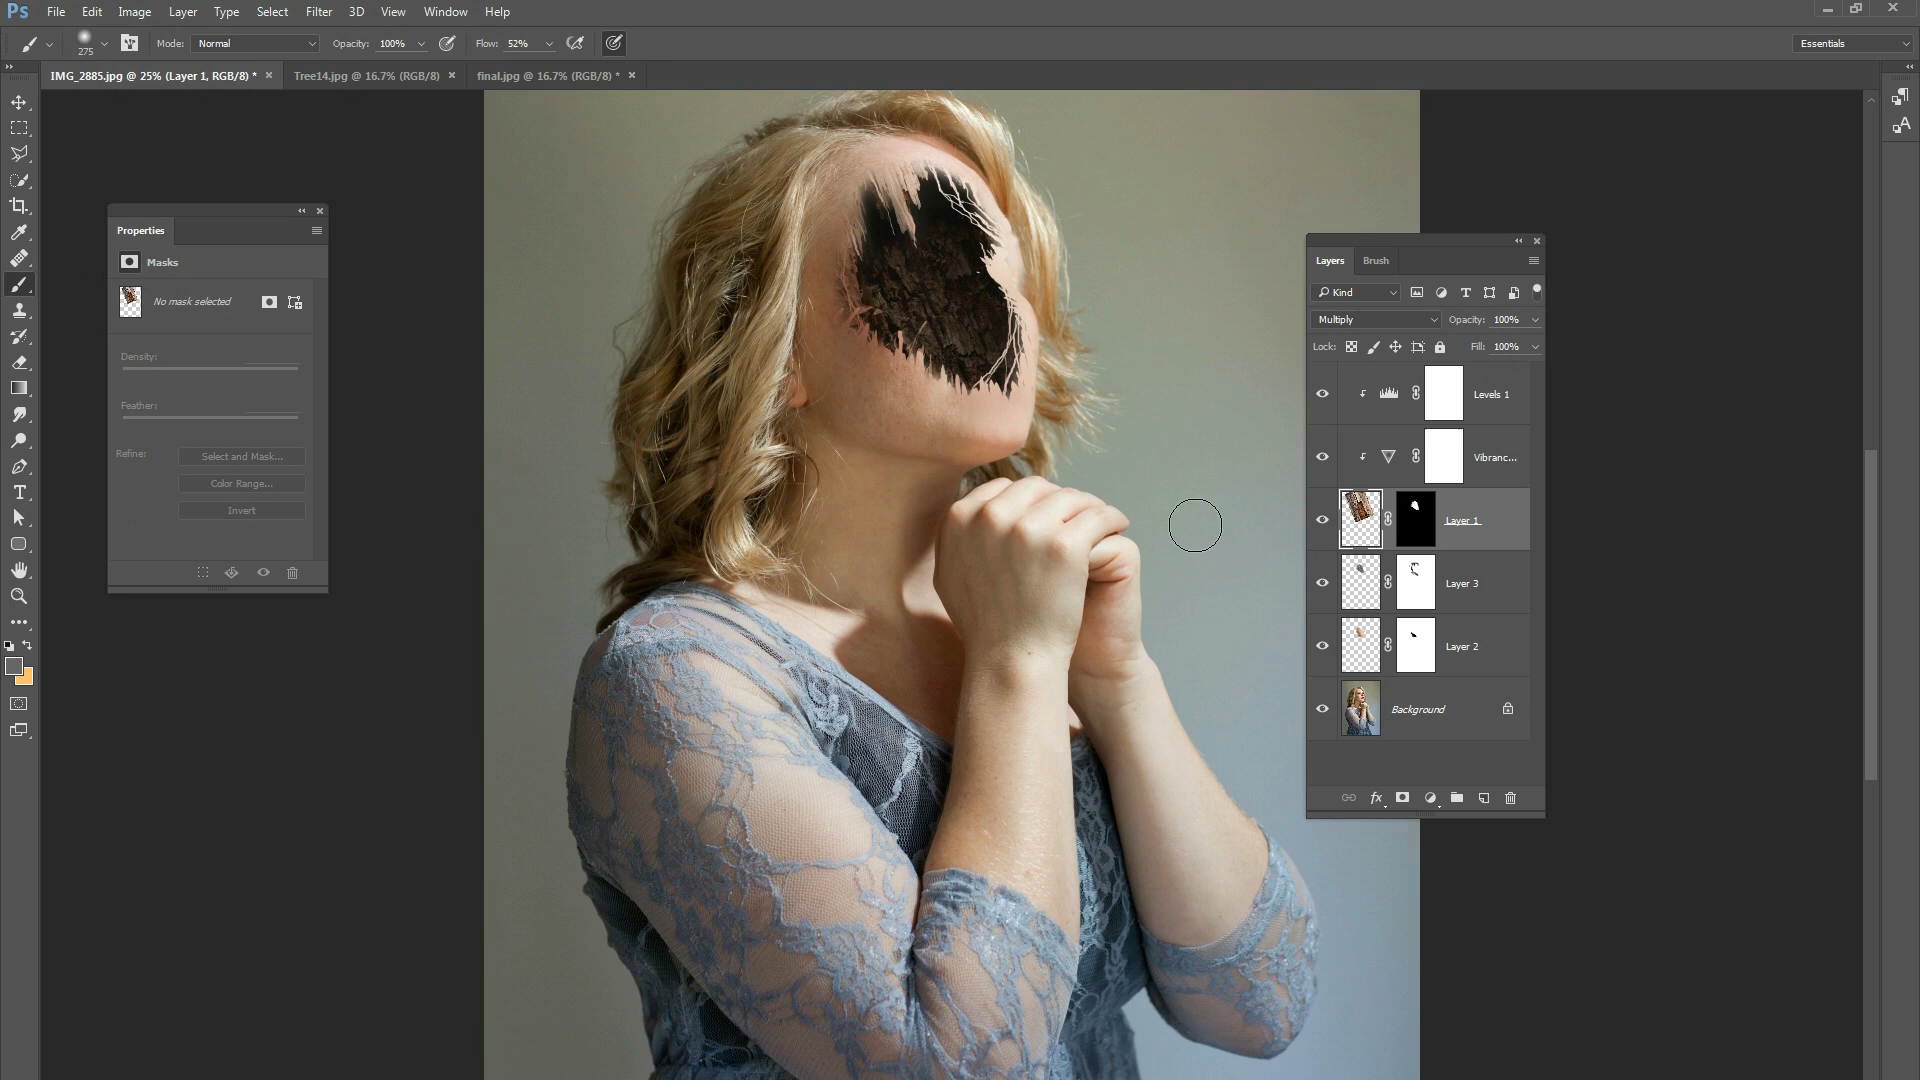 Ps File Edit Image Layer Type Select Filter 3D View Window Help
275 Mode: Normal Opacity: 100% Flow: 52% Essentials
IMG_2885.jpg @ 25% (Layer 1, RGB/8) * Tree14.jpg @ 16.7% (RGB/8) final.jpg @ 16.7% (RGB/8) *
Properties
Masks
No mask selected
Density:
Feather:
Refine: Select and Mask...
Color Range...
Invert
Layers Brush
Kind
Multiply Opacity: 100%
Lock: Fill: 100%
Levels 1
Vibranc...
Layer 1
Layer 3
Layer 2
Background
fx